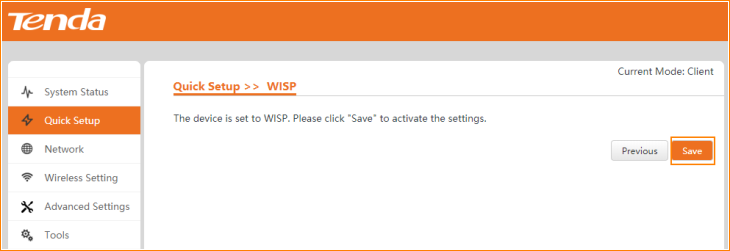 Tenda
Current Mode: Client
Quick Setup >> WISP
System Status
The device is set to WISP. Please click "Save" to activate the settings.
Quick Setup
Previous
Save
Network
Wireless Setting
Advanced Settings
Tools